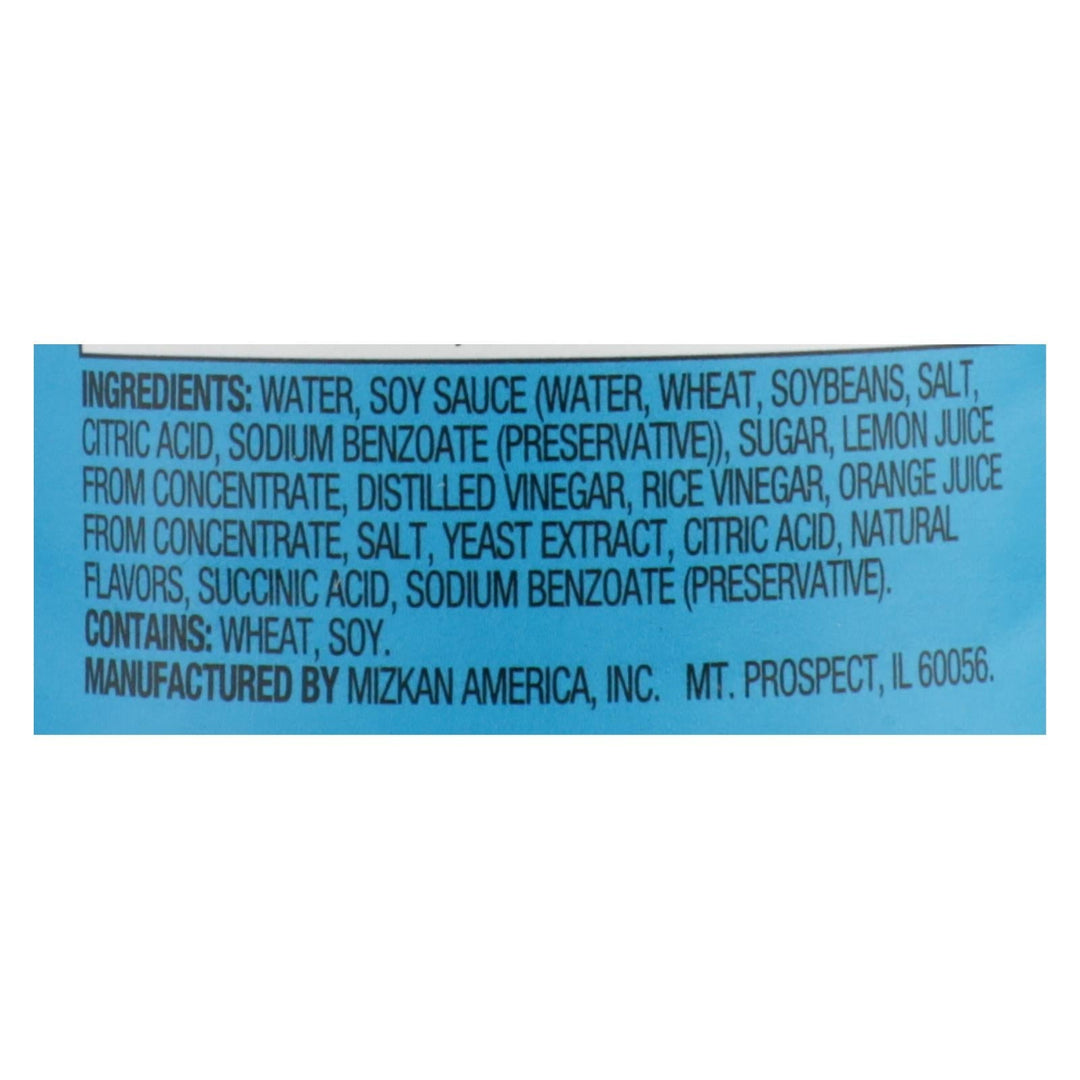 INGREDIENTS: WATER, SOY SAUCE (WATER, WHEAT, SOYBEANS, SALT,
CITRIC ACID, SODIUM BENZOATE (PRESERVATIVE)), SUGAR, LEMON JUICE
FROM CONCENTRATE, DISTILLED VINEGAR, RICE VINEGAR, ORANGE JUICE
FROM CONCENTRATE, SALT, YEAST EXTRACT, CITRIC ACID, NATURAL
FLAVORS, SUCCINIC ACID, SODIUM BENZOATE (PRESERVATIVE).
CONTAINS: WHEAT, SOY.
MANUFACTURED BY MIZKAN AMERICA, INC. MT. PROSPECT, IL 60056.